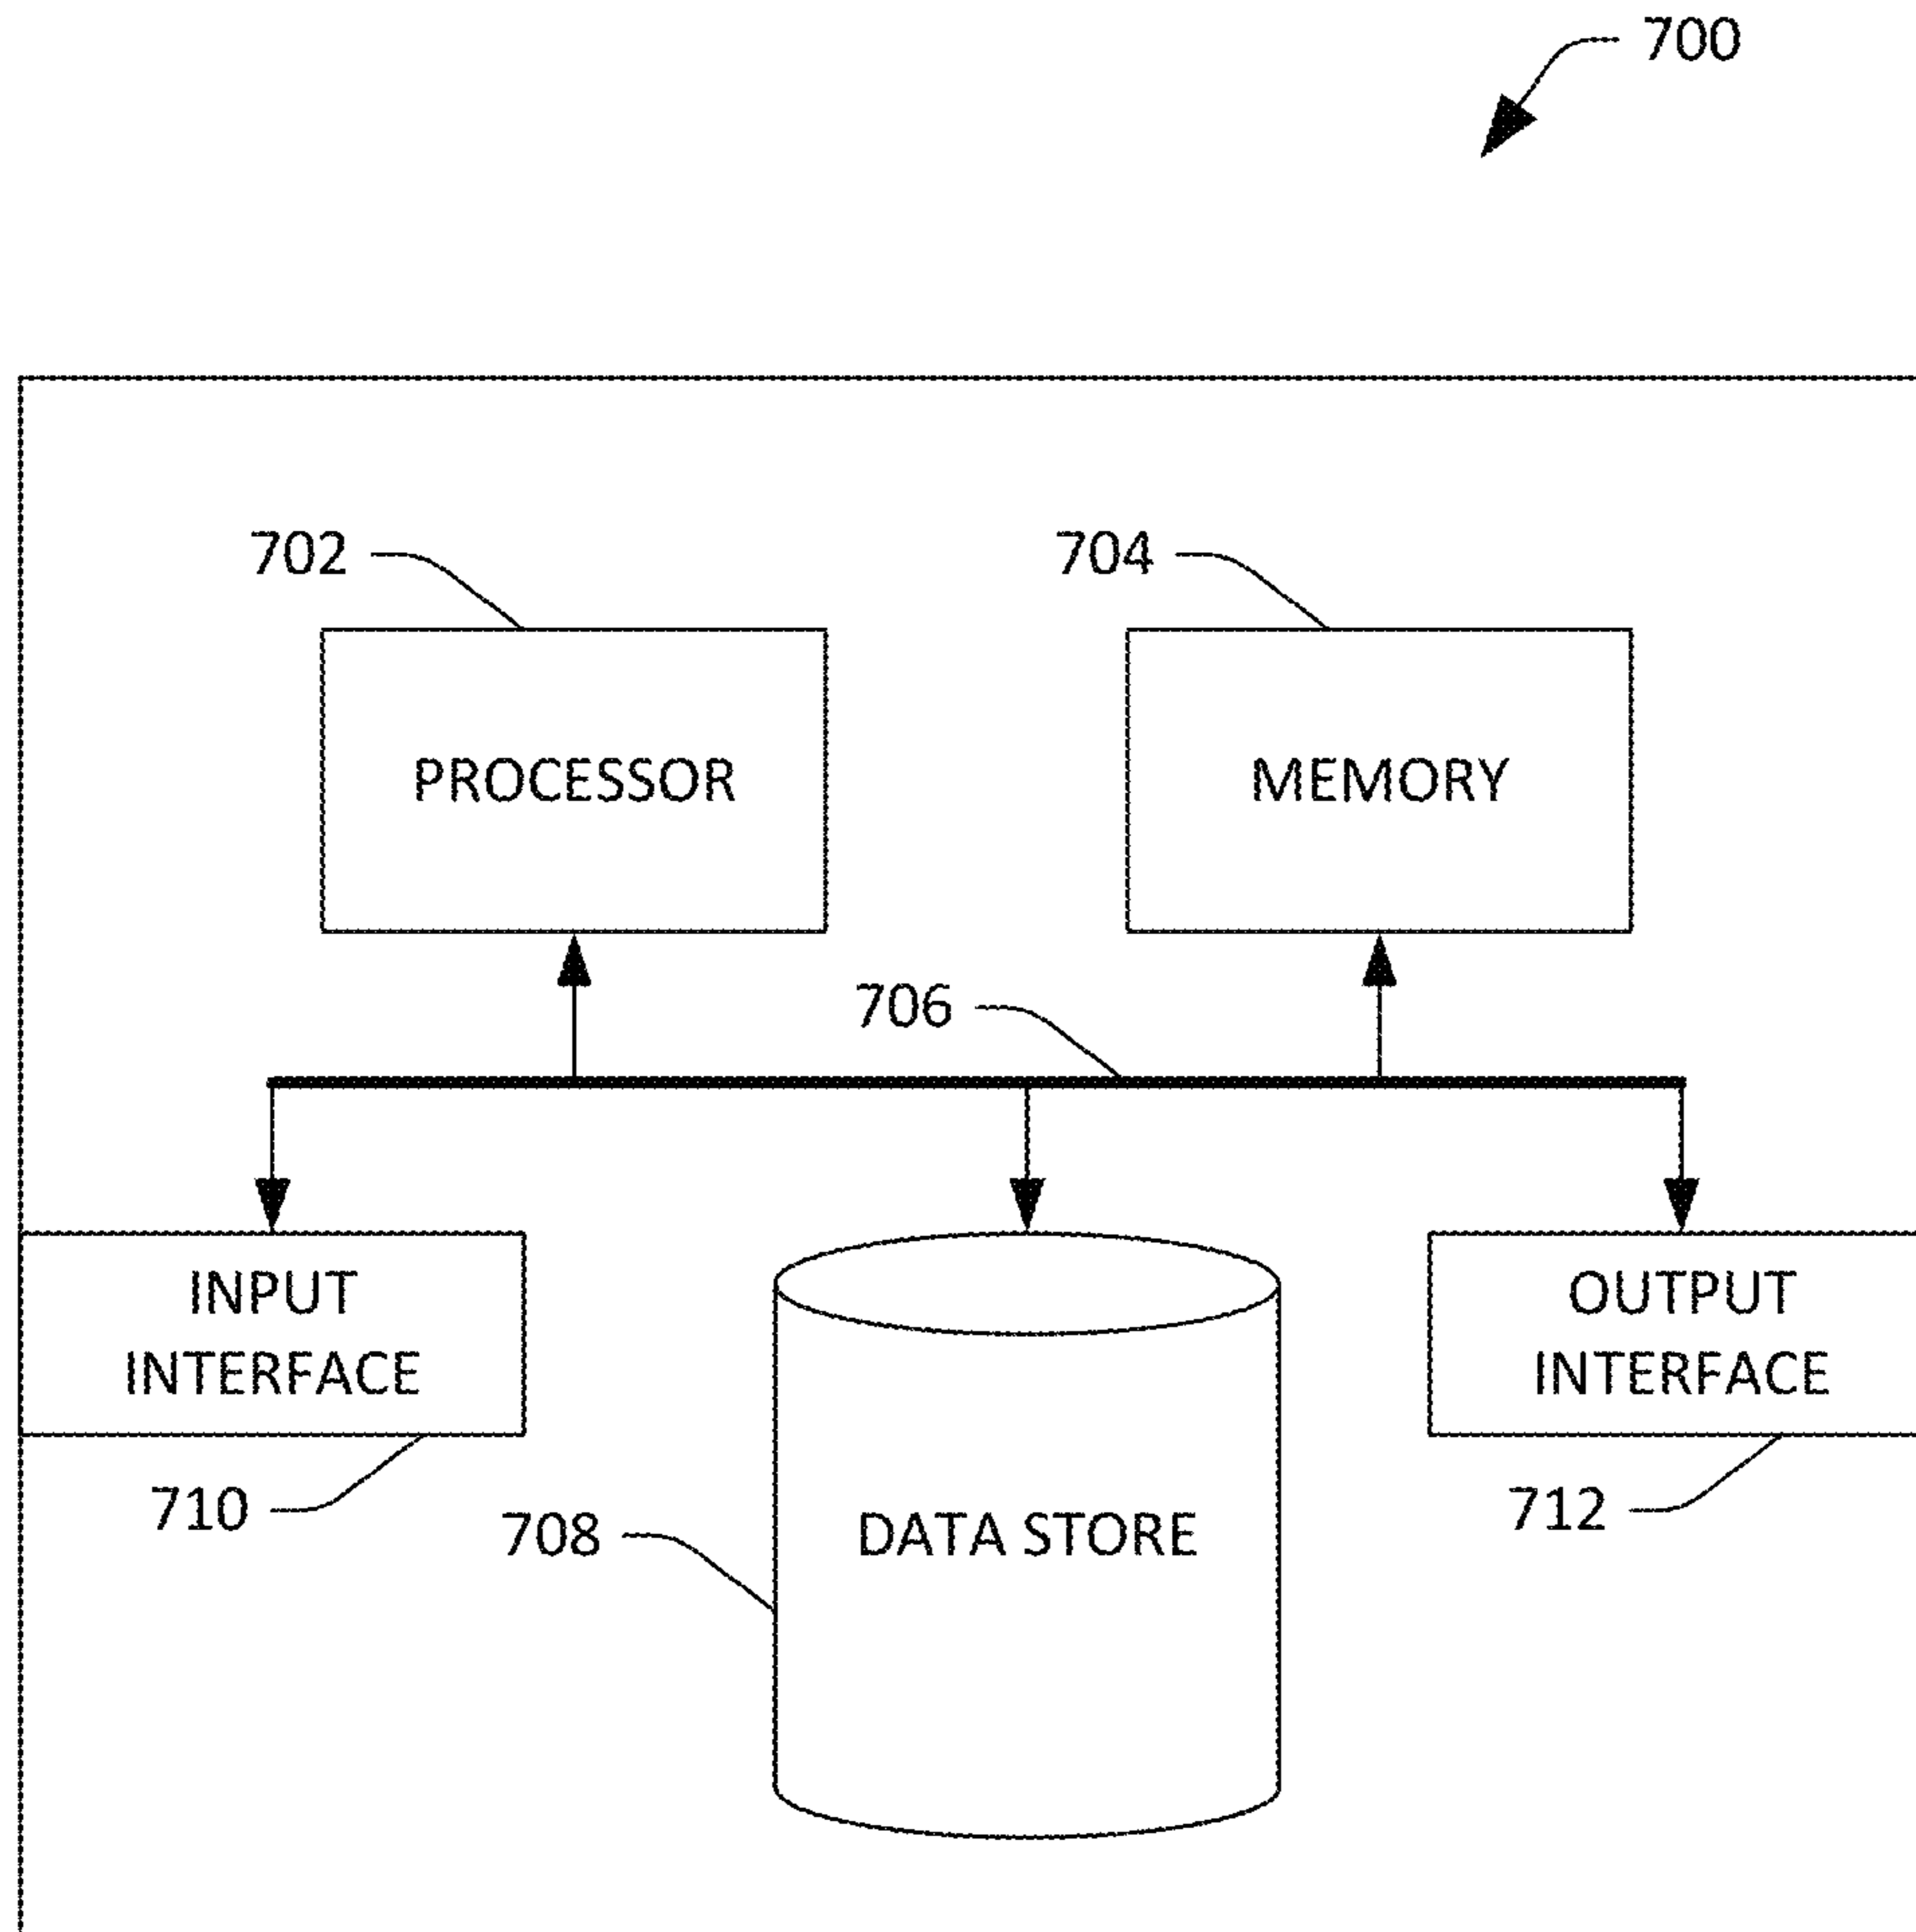 700
702
704
PROCESSOR
MEMORY
706
INPUT
INTERFACE
OUTPUT
INTERFACE
710
708
DATA STORE
712